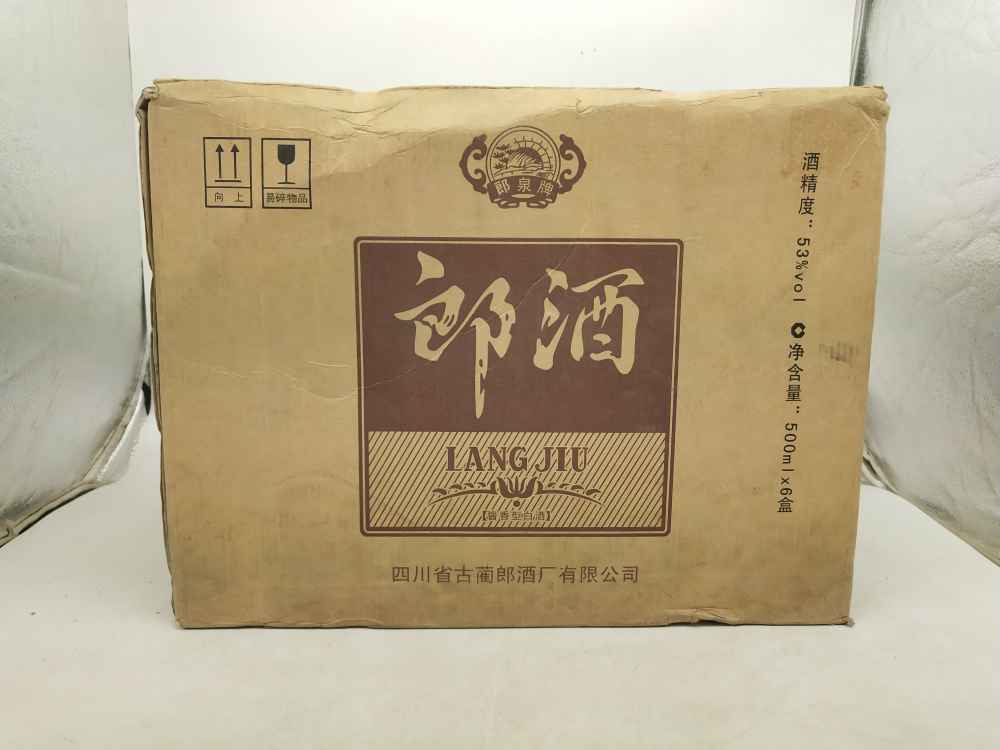 向上
易碎物品
郎泉牌
郎酒
LANG JIU
【酱香型白酒】
四川省古蔺郎酒厂有限公司
酒精度：53%vol
净含量：500ml×6盒